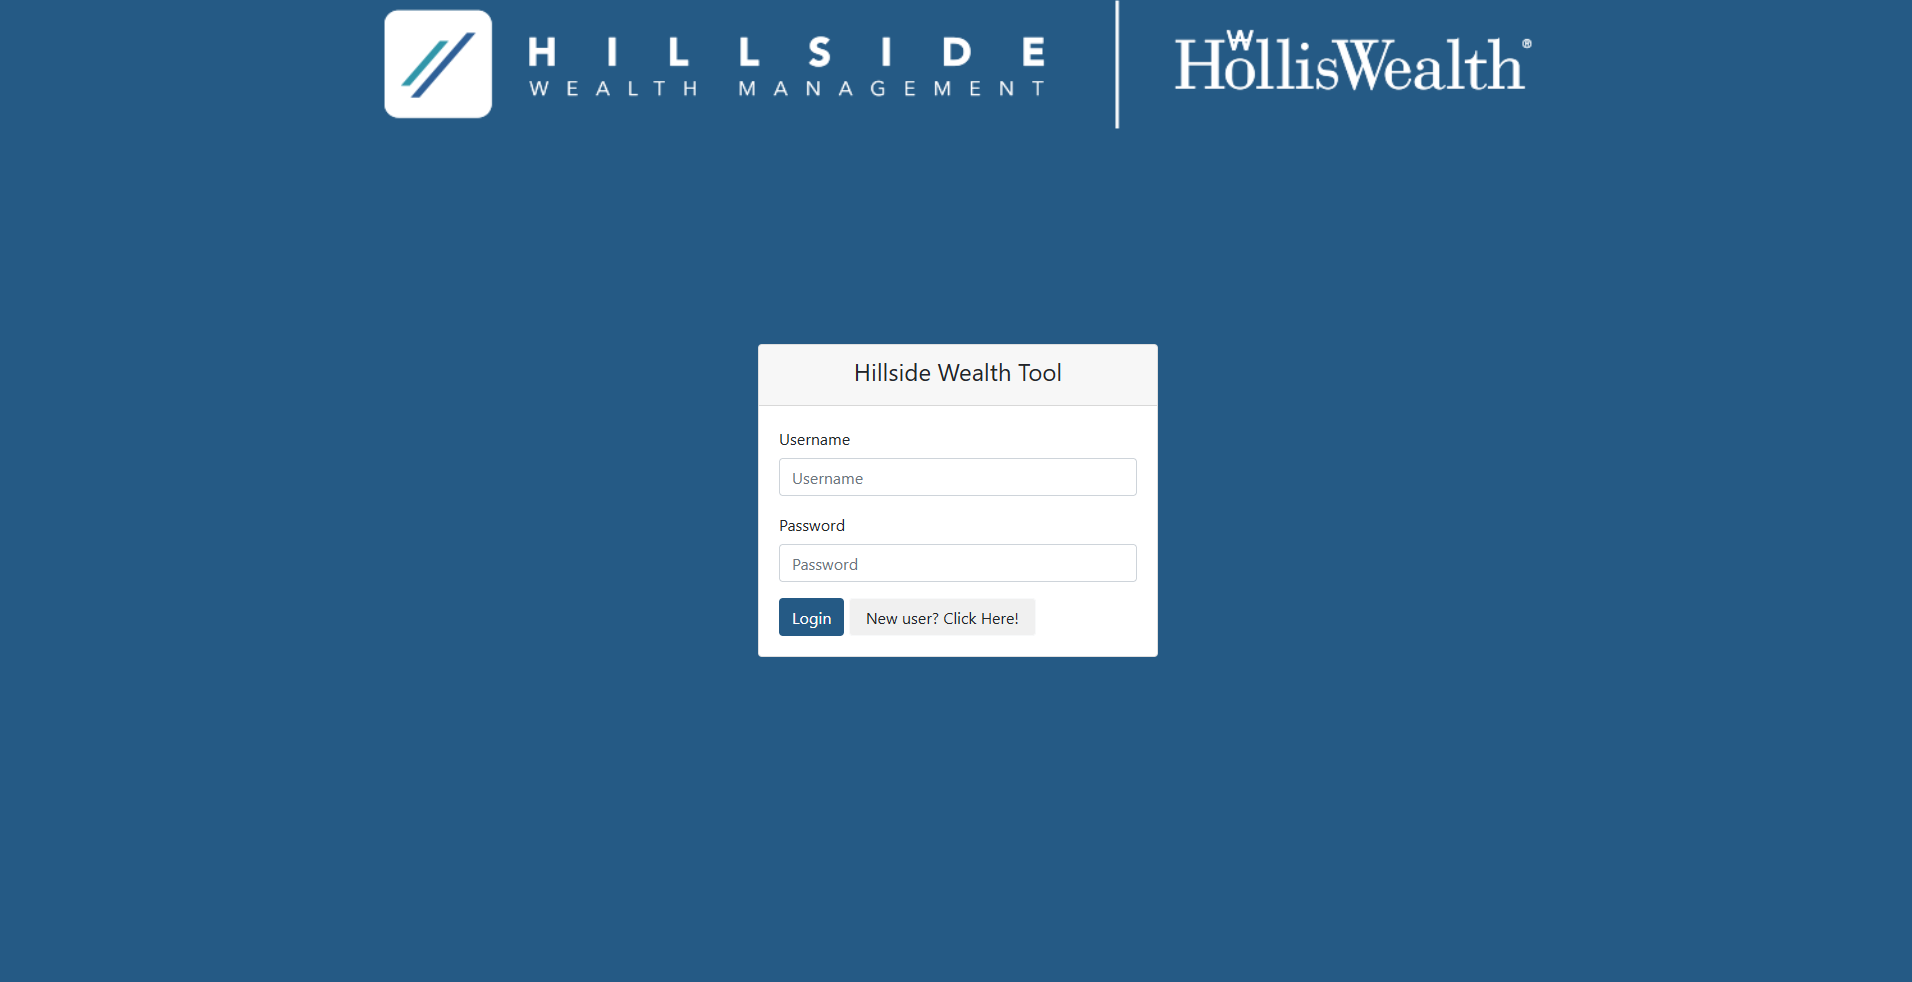 HILLSIDE
WEALTH MANAGEMENT
HollisWealth®
Hillside Wealth Tool
Username
Username
Password
Password
Login
New user? Click Here!